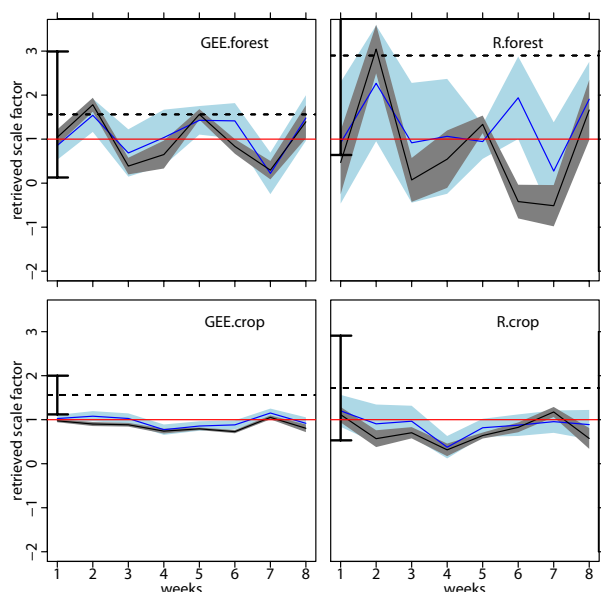 GEE.forest
R.forest
retrieved scale factor
3
2
1
0
−1
−2
GEE.crop
R.crop
retrieved scale factor
3
2
1
0
−1
−2
1 2 3 4 5 6 7 8
1 2 3 4 5 6 7 8
weeks
weeks